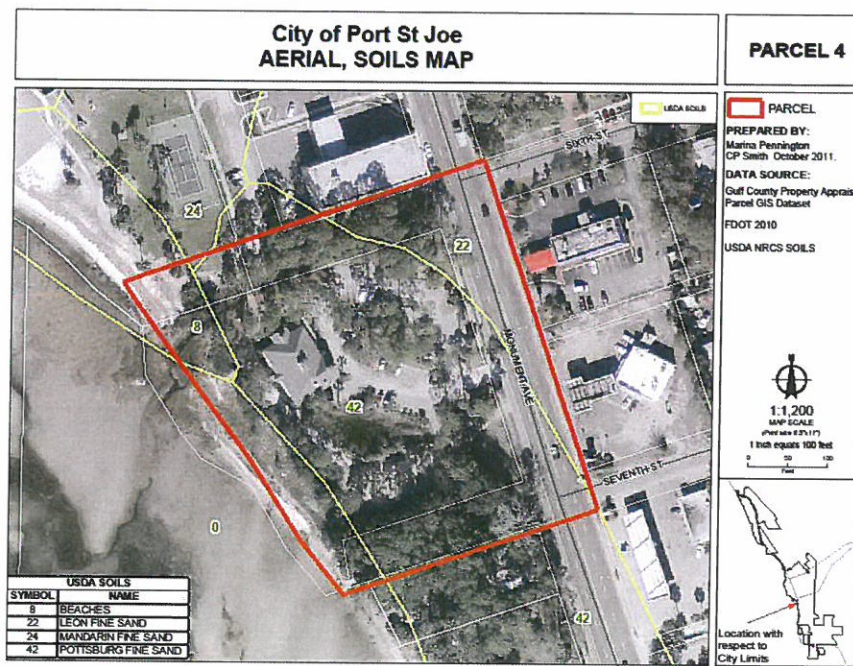 City of Port St Joe
AERIAL, SOILS MAP
PARCEL 4
USDA SOILS
PARCEL
PREPARED BY:
Marina Pennington
CP Smith October 2011.
DATA SOURCE:
Gulf County Property Apprais
Parcel GIS Dataset
FDOT 2010
USDA NRCS SOILS
1:1,200
MAP SCALE
1 inch equals 100 feet
0 50 100
Feet
SIXTH ST
24
22
8
MONUMENT AVE
42
SEVENTH ST
0
42
USDA SOILS
SYMBOL NAME
8 BEACHES
22 LEON FINE SAND
24 MANDARIN FINE SAND
42 POTTSBURG FINE SAND
Location with
respect to
City Limits